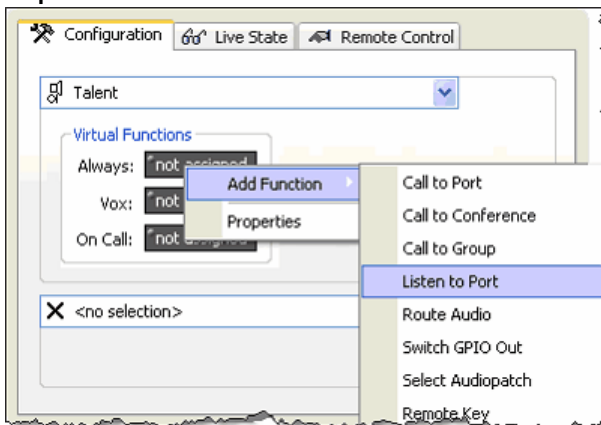 Configuration Live State Remote Control
Talent
Virtual Functions
Always: not assigned
Vox: not
On Call: not assigned
Add Function
Properties
Call to Port
Call to Conference
Call to Group
Listen to Port
Route Audio
Switch GPIO Out
Select Audiopatch
Remote Key
<no selection>